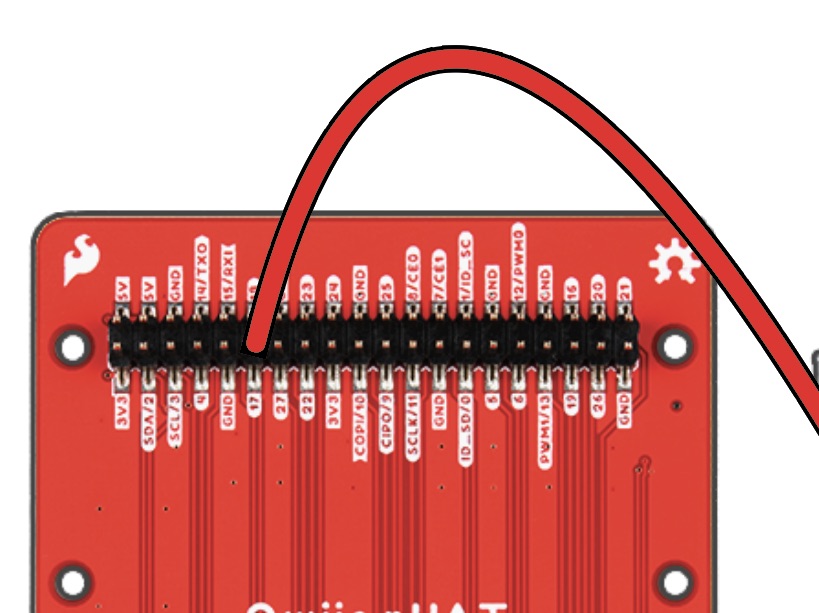 5V
5V
GND
14/TXO
15/RXI
23
24
GND
25
8/CE0
7/CE1
1/ID_SC
GND
12/PWM0
GND
16
20
21
3V3
SDA/2
SCL/3
4
GND
17
27
22
3V3
COPI/10
CIPO/9
SCLK/11
GND
ID_SD/0
5
6
PWM1/13
19
26
GND